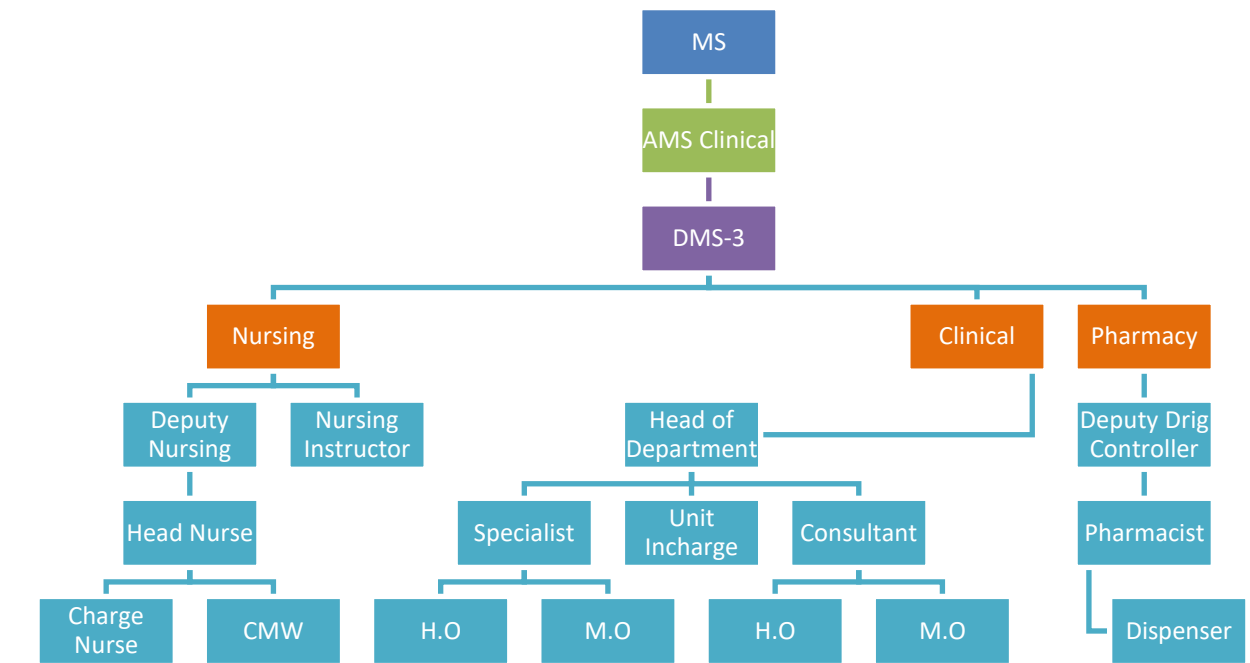 MS
AMS Clinical
DMS-3
Nursing
Clinical
Pharmacy
Deputy
Nursing
Nursing
Instructor
Head of
Department
Deputy Drig
Controller
Head Nurse
Specialist
Unit
Incharge
Consultant
Pharmacist
Charge
Nurse
CMW
H.O
M.O
H.O
M.O
Dispenser